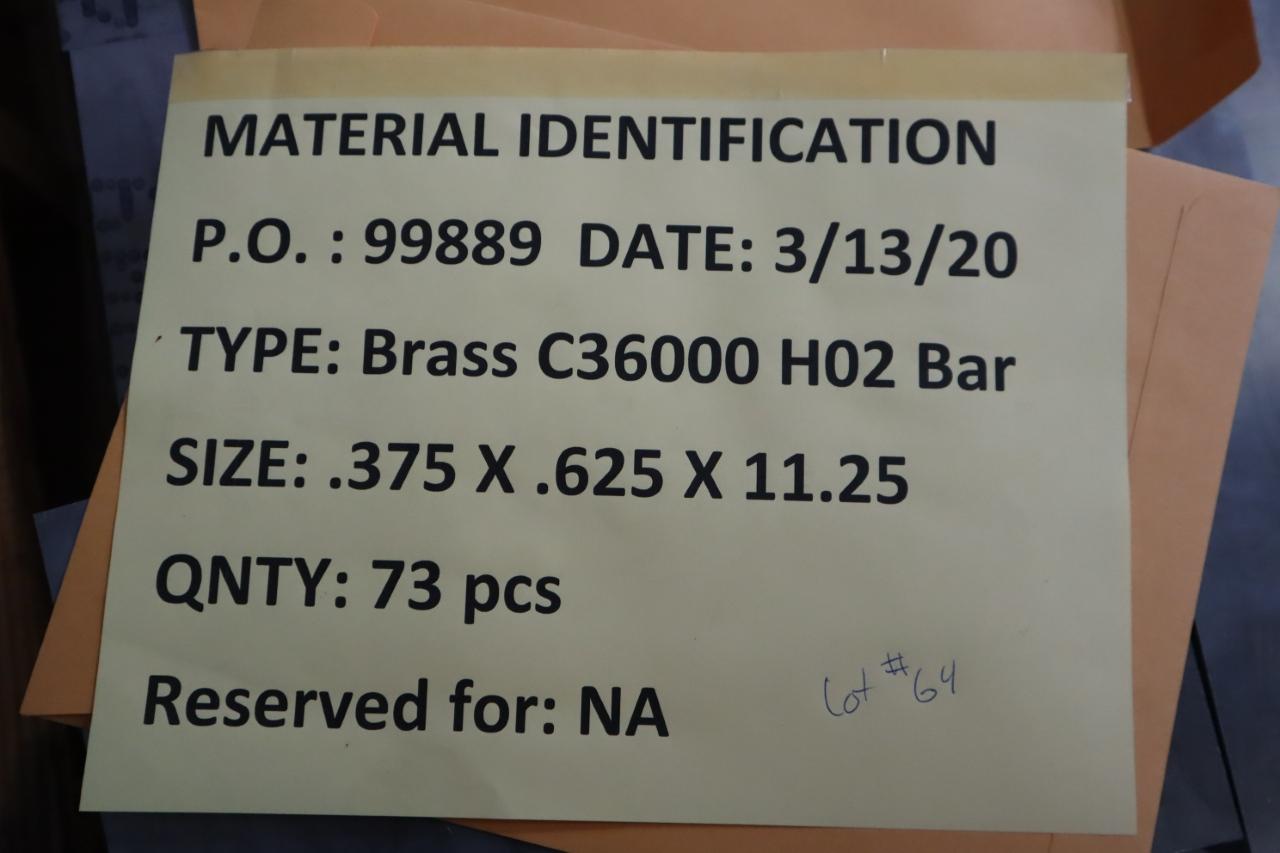 MATERIAL IDENTIFICATION
P.O. : 99889 DATE: 3/13/20
TYPE: Brass C36000 H02 Bar
SIZE: .375 X .625 X 11.25
QNTY: 73 pcs
Reserved for: NA
Lot #64